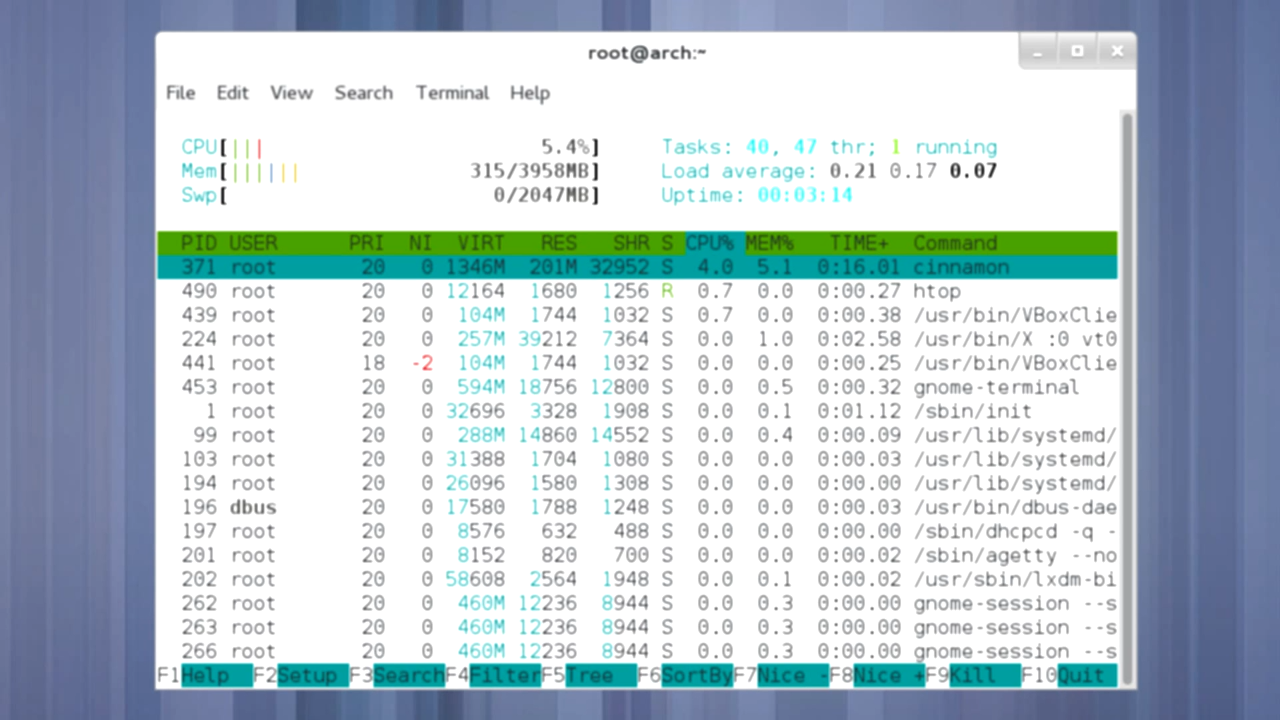 root@arch:~
File Edit View Search Terminal Help
CPU[||| 5.4%] Tasks: 40, 47 thr; 1 running
Mem[|||||| 315/3958MB] Load average: 0.21 0.17 0.07
Swp[ 0/2047MB] Uptime: 00:03:14
PID USER PRI NI VIRT RES SHR S CPU% MEM% TIME+ Command
371 root 20 0 1346M 201M 32952 S 4.0 5.1 0:16.01 cinnamon
490 root 20 0 12164 1680 1256 R 0.7 0.0 0:00.27 htop
439 root 20 0 104M 1744 1032 S 0.7 0.0 0:00.38 /usr/bin/VBoxClie
224 root 20 0 257M 39212 7364 S 0.0 1.0 0:02.58 /usr/bin/X :0 vt0
441 root 18 -2 104M 1744 1032 S 0.0 0.0 0:00.25 /usr/bin/VBoxClie
453 root 20 0 594M 18756 12800 S 0.0 0.5 0:00.32 gnome-terminal
1 root 20 0 32696 3328 1908 S 0.0 0.1 0:01.12 /sbin/init
99 root 20 0 288M 14860 14552 S 0.0 0.4 0:00.09 /usr/lib/systemd/
103 root 20 0 31388 1704 1080 S 0.0 0.0 0:00.03 /usr/lib/systemd/
194 root 20 0 26096 1580 1308 S 0.0 0.0 0:00.00 /usr/lib/systemd/
196 dbus 20 0 17580 1788 1248 S 0.0 0.0 0:00.03 /usr/bin/dbus-dae
197 root 20 0 8576 632 488 S 0.0 0.0 0:00.00 /sbin/dhcpcd -q -
201 root 20 0 8152 820 700 S 0.0 0.0 0:00.02 /sbin/agetty --no
202 root 20 0 58608 2564 1948 S 0.0 0.1 0:00.02 /usr/sbin/lxdm-bi
262 root 20 0 460M 12236 8944 S 0.0 0.3 0:00.00 gnome-session --s
263 root 20 0 460M 12236 8944 S 0.0 0.3 0:00.00 gnome-session --s
266 root 20 0 460M 12236 8944 S 0.0 0.3 0:00.00 gnome-session --s
F1Help F2Setup F3SearchF4FilterF5Tree F6SortByF7Nice -F8Nice +F9Kill F10Quit